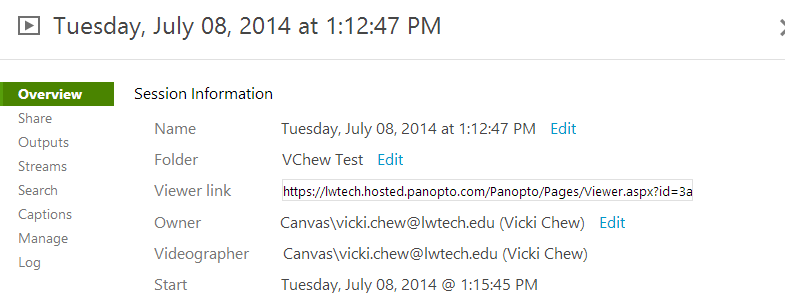 Tuesday, July 08, 2014 at 1:12:47 PM
Overview
Share
Outputs
Streams
Search
Captions
Manage
Log
Session Information
Name Tuesday, July 08, 2014 at 1:12:47 PM Edit
Folder VChew Test Edit
Viewer link https://lwtech.hosted.panopto.com/Panopto/Pages/Viewer.aspx?id=3a
Owner Canvas\vicki.chew@lwtech.edu (Vicki Chew) Edit
Videographer Canvas\vicki.chew@lwtech.edu (Vicki Chew)
Start Tuesday, July 08, 2014 @ 1:15:45 PM